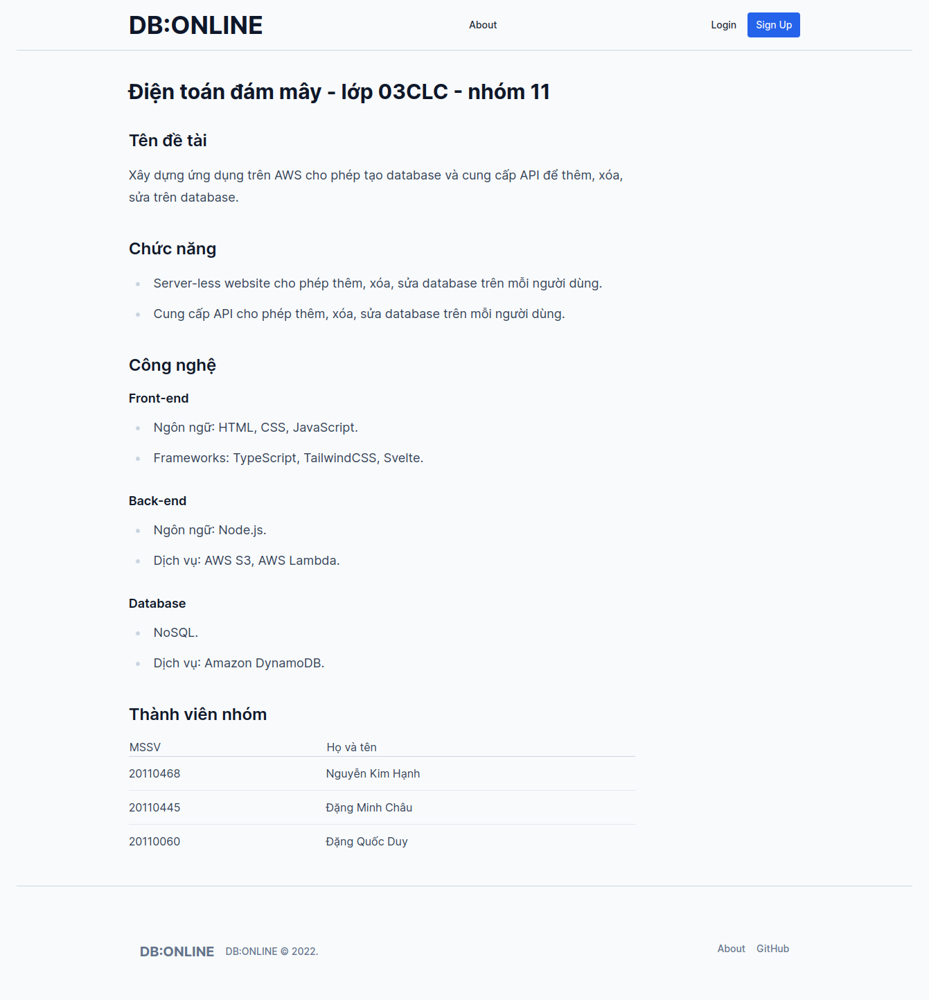 DB:ONLINE
About
Login
Sign Up
Điện toán đám mây - lớp 03CLC - nhóm 11
Tên đề tài
Xây dựng ứng dụng trên AWS cho phép tạo database và cung cấp API để thêm, xóa,
sửa trên database.
Chức năng
Server-less website cho phép thêm, xóa, sửa database trên mỗi người dùng.
Cung cấp API cho phép thêm, xóa, sửa database trên mỗi người dùng.
Công nghệ
Front-end
Ngôn ngữ: HTML, CSS, JavaScript.
Frameworks: TypeScript, TailwindCSS, Svelte.
Back-end
Ngôn ngữ: Node.js.
Dịch vụ: AWS S3, AWS Lambda.
Database
NoSQL.
Dịch vụ: Amazon DynamoDB.
Thành viên nhóm
MSSV Họ và tên
20110468 Nguyễn Kim Hạnh
20110445 Đặng Minh Châu
20110060 Đặng Quốc Duy
DB:ONLINE DB:ONLINE © 2022.
About GitHub